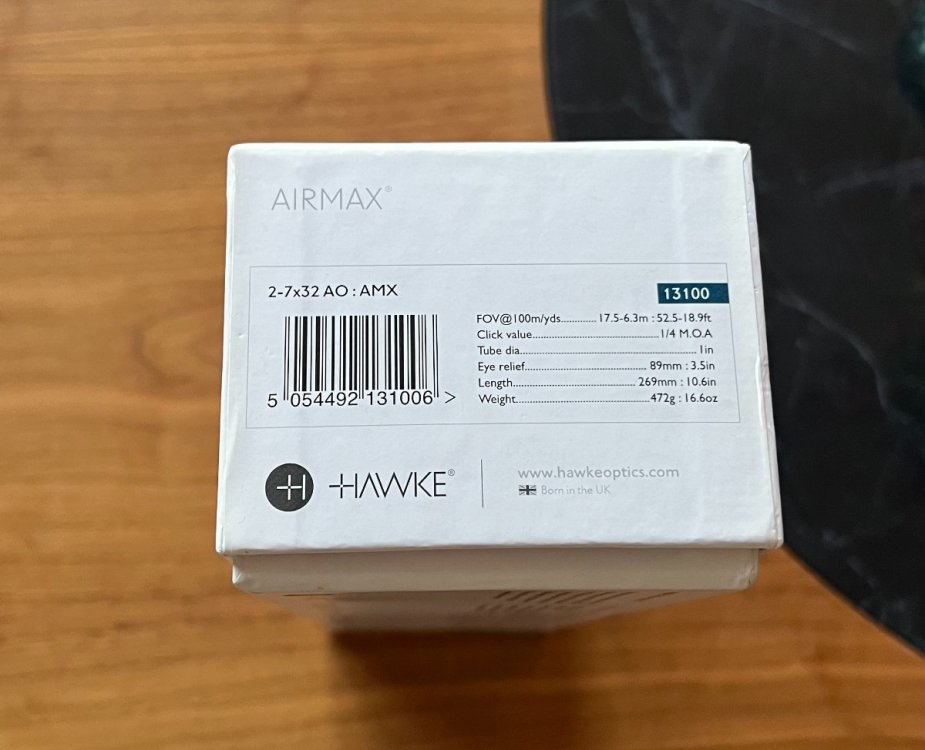 AIRMAX®
2-7x32 AO : AMX
13100
FOV@100m/yds............ 17.5-6.3m : 52.5-18.9ft
Click value............................................1/4 M.O.A
Tube dia............................................................1in
Eye relief.......................................... 89mm : 3.5in
Length.......................................... 269mm : 10.6in
Weight.............................................472g : 16.6oz
5 054492 131006 >
HAWKE®
www.hawkeoptics.com
Born in the UK